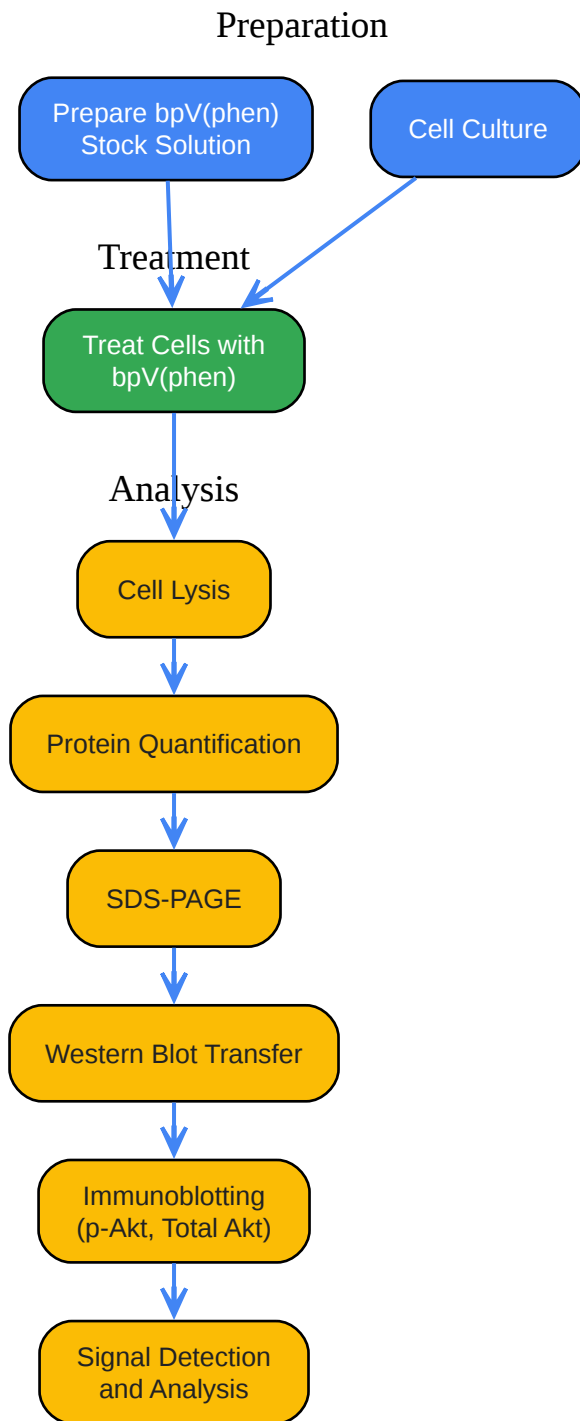 Preparation
Prepare bpV(phen)
Stock Solution
Cell Culture
Treatment
Treat Cells with
bpV(phen)
Analysis
Cell Lysis
Protein Quantification
SDS-PAGE
Western Blot Transfer
Immunoblotting
(p-Akt, Total Akt)
Signal Detection
and Analysis